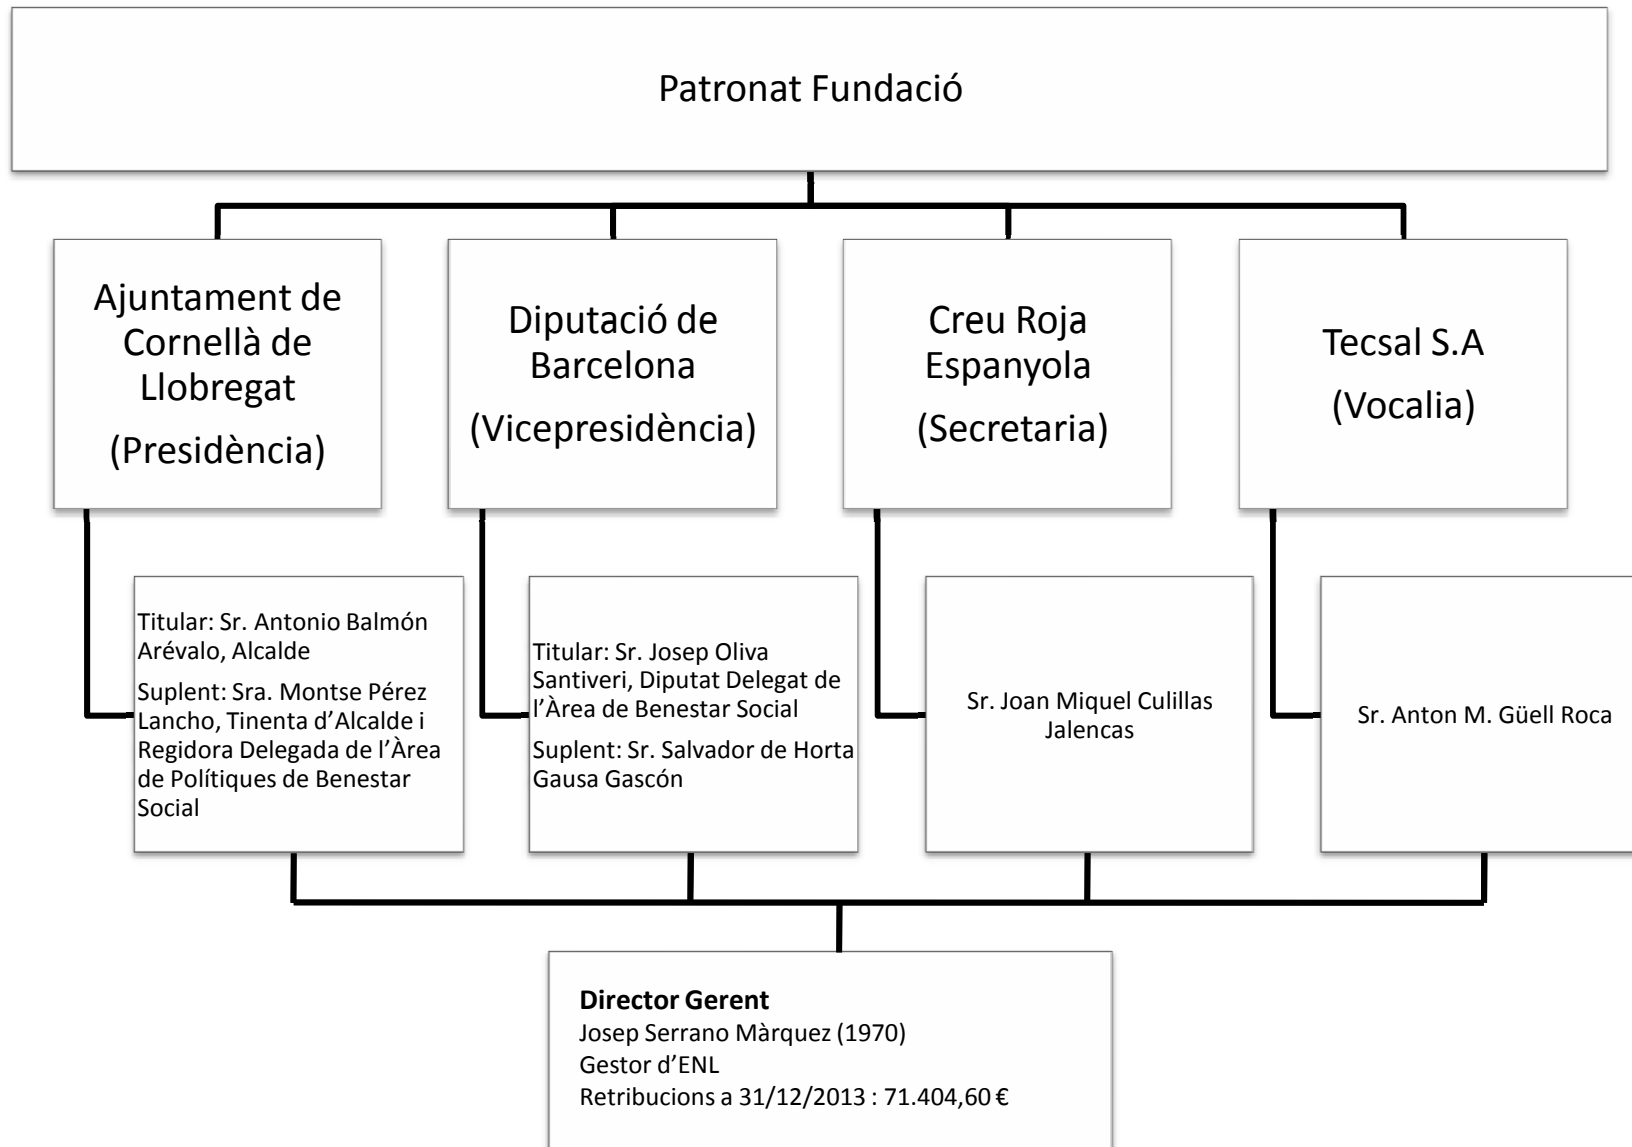 Patronat Fundació
Ajuntament de
Cornellà de
Llobregat
(Presidència)
Diputació de
Barcelona
(Vicepresidència)
Creu Roja
Espanyola
(Secretaria)
Tecsal S.A
(Vocalia)
Titular: Sr. Antonio Balmón
Arévalo, Alcalde
Suplent: Sra. Montse Pérez
Lancho, Tinenta d’Alcalde i
Regidora Delegada de l’Àrea
de Polítiques de Benestar
Social
Titular: Sr. Josep Oliva
Santiveri, Diputat Delegat de
l’Àrea de Benestar Social
Suplent: Sr. Salvador de Horta
Gausa Gascón
Sr. Joan Miquel Culillas
Jalencas
Sr. Anton M. Güell Roca
Director Gerent
Josep Serrano Màrquez (1970)
Gestor d’ENL
Retribucions a 31/12/2013 : 71.404,60 €